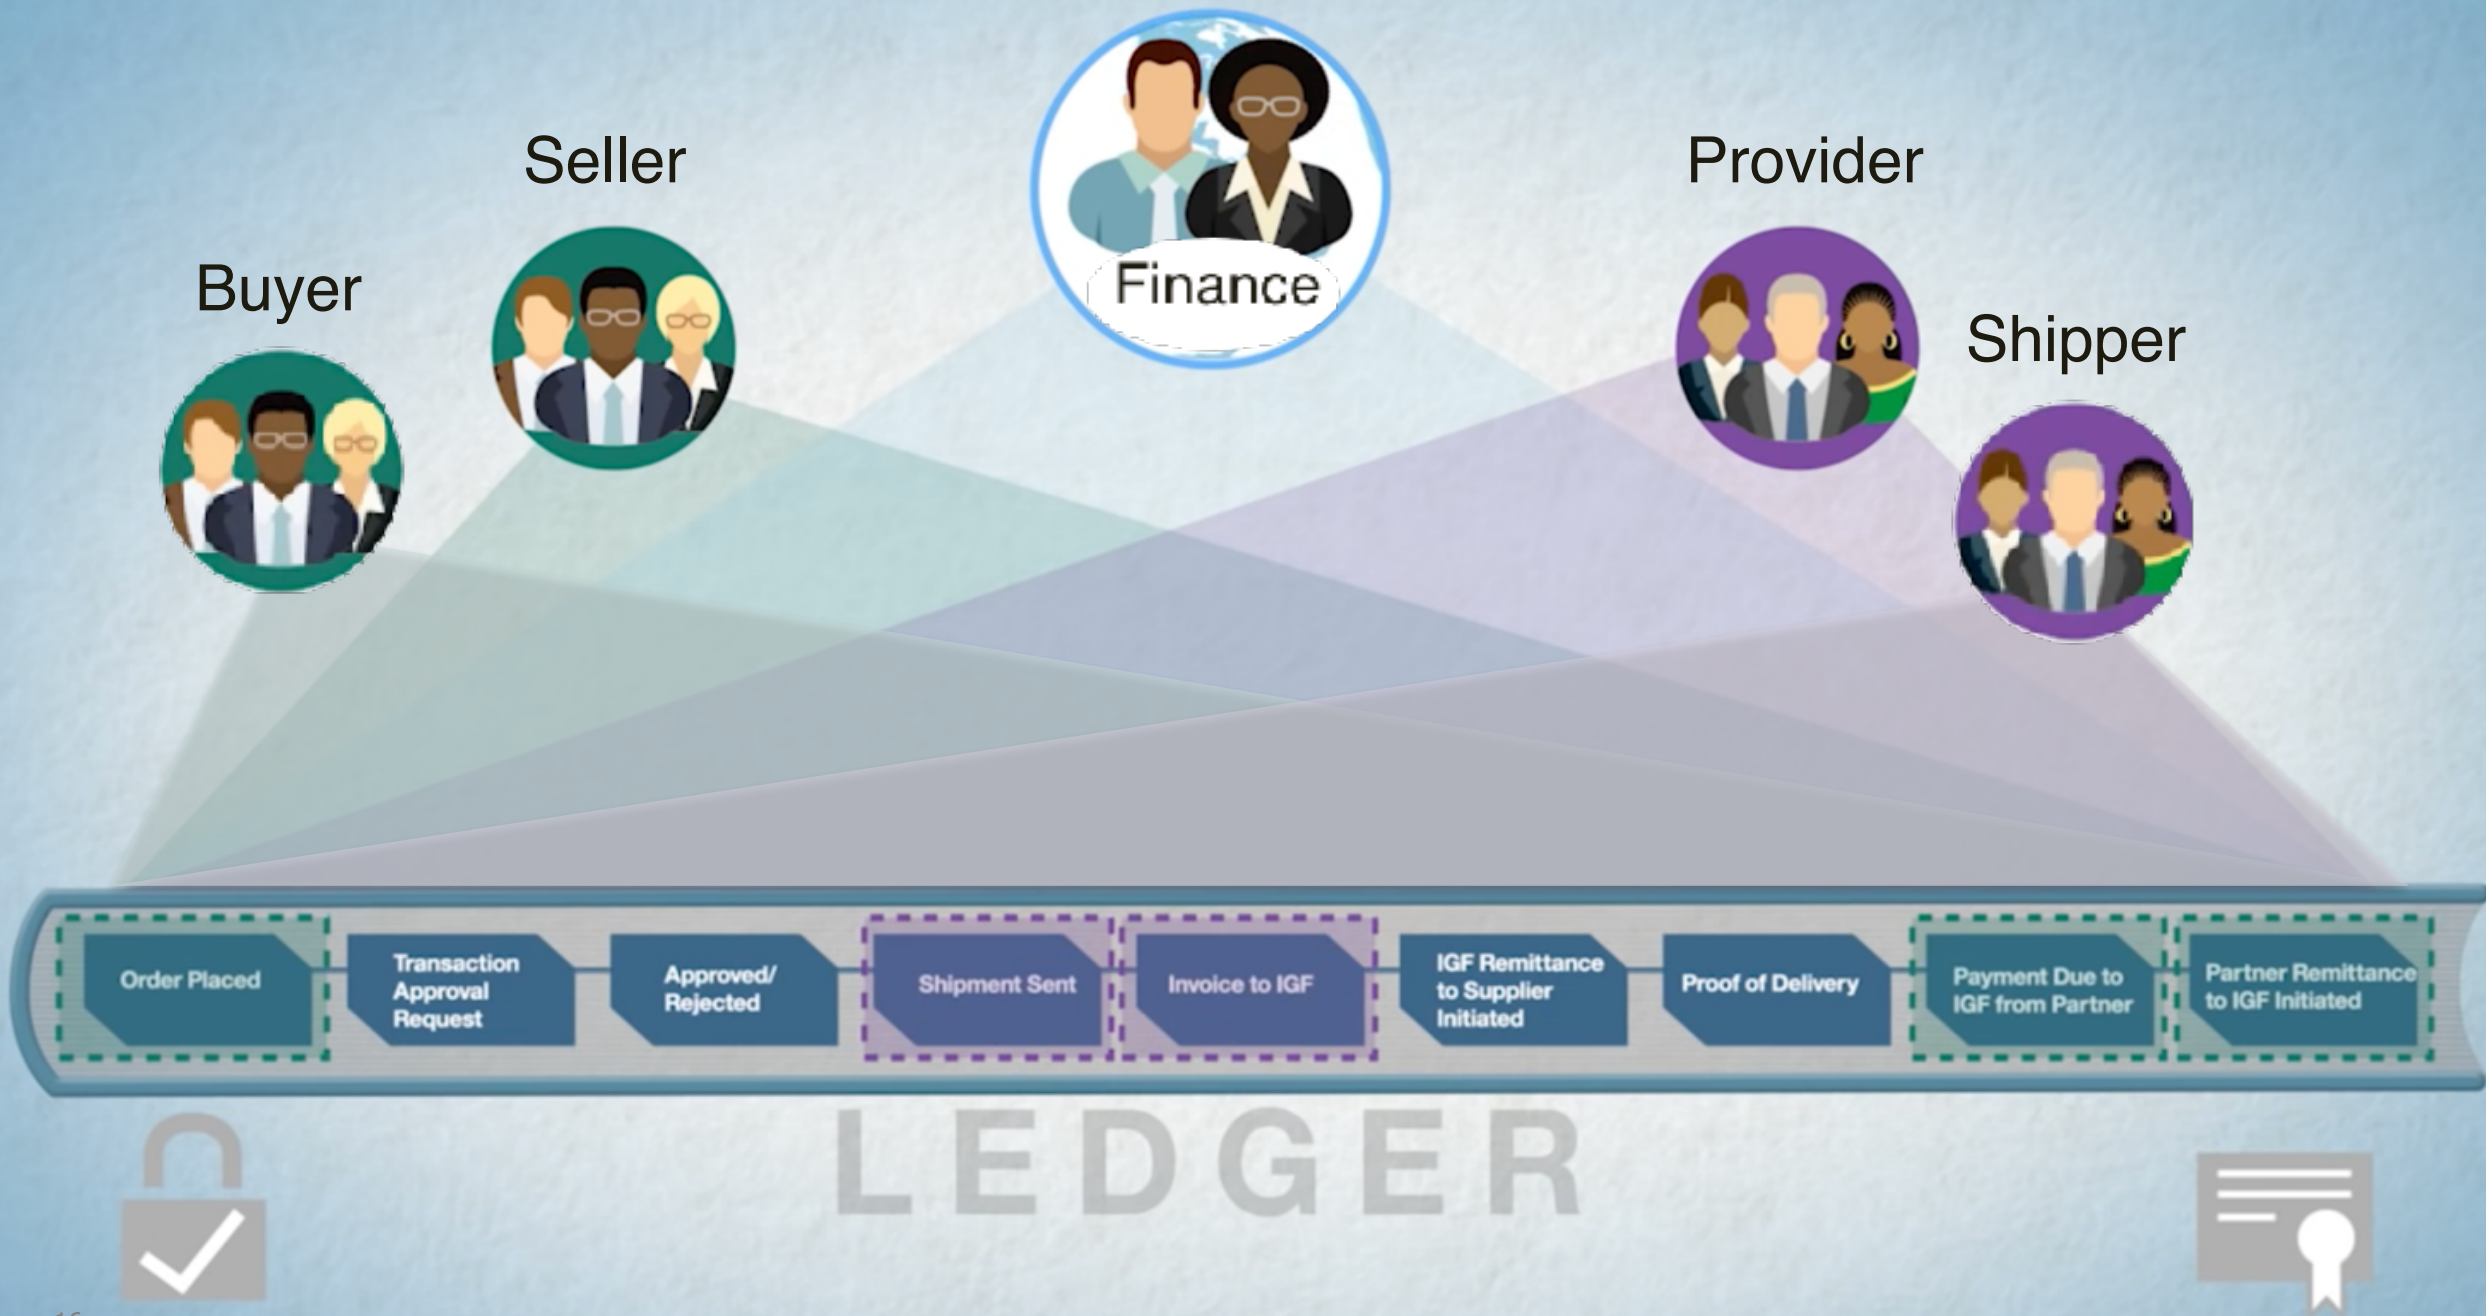 Seller
Provider
Buyer
Finance
Shipper
Order Placed
Transaction
Approval
Request
Approved/
Rejected
Shipment Sent
Invoice to IGF
IGF Remittance
to Supplier
Initiated
Proof of Delivery
Payment Due to
IGF from Partner
Partner Remittance
to IGF Initiated
LEDGER